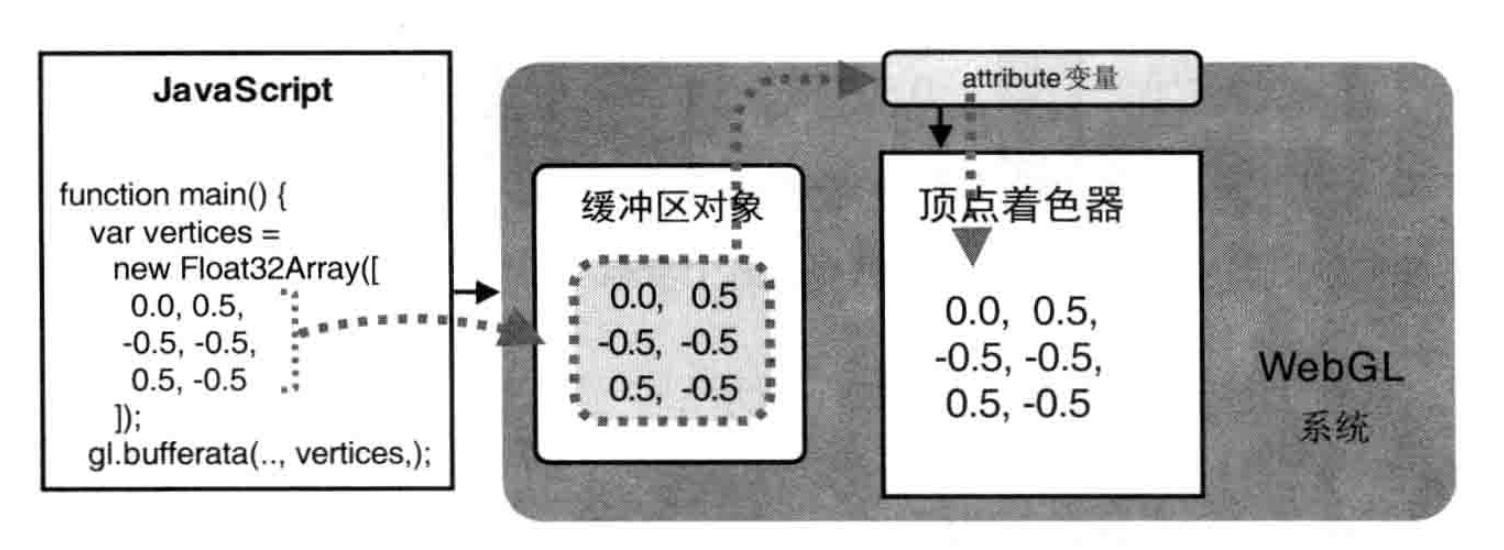 JavaScript
function main() {
var vertices =
new Float32Array([
0.0, 0.5,
-0.5, -0.5,
0.5, -0.5
]);
gl.bufferata(.., vertices,);
缓冲区对象
0.0, 0.5
-0.5, -0.5
0.5, -0.5
attribute变量
顶点着色器
0.0, 0.5,
-0.5, -0.5,
0.5, -0.5
WebGL
系统